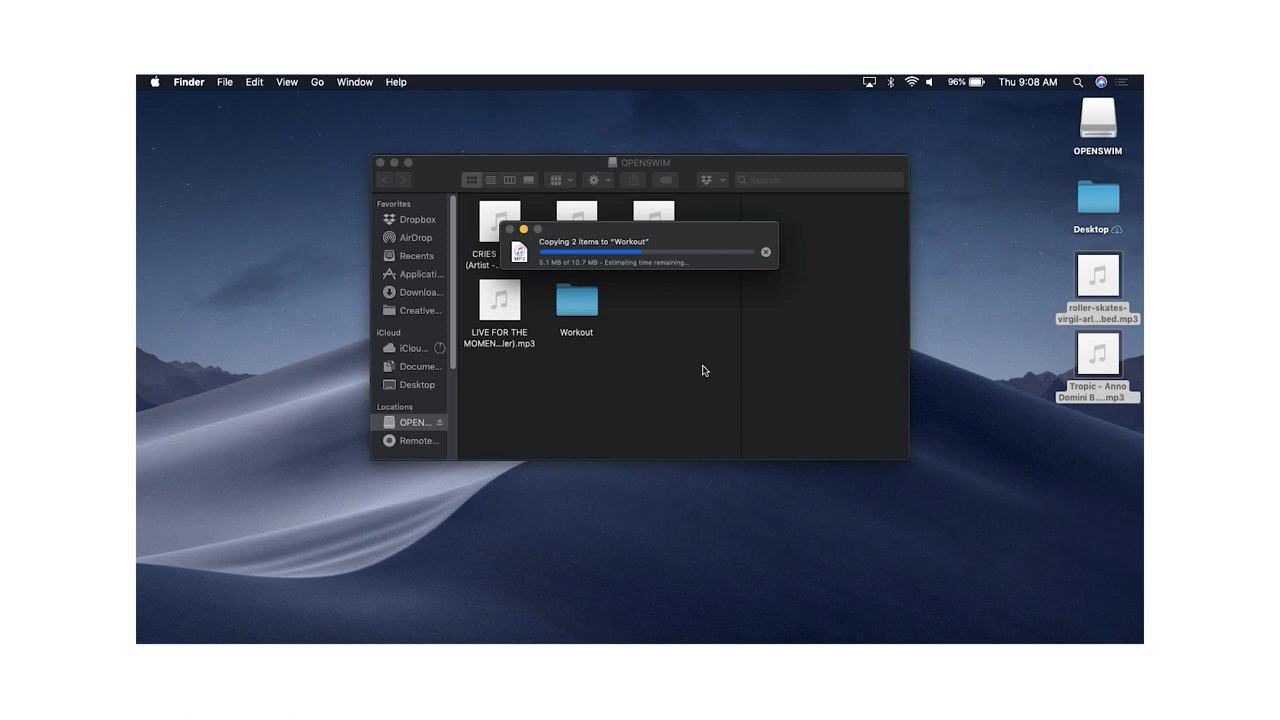 Finder File Edit View Go Window Help
96% Thu 9:08 AM
OPENSWIM
Desktop
roller-skates-
virgil-arl...bed.mp3
Tropic - Anno
Domini B....mp3
OPENSWIM
Search
Favorites
Dropbox
AirDrop
Recents
Applicati...
Downloa...
Creative...
iCloud
iClou...
Docume...
Desktop
Locations
OPEN...
Remote...
CRIES
(Artist -...
Copying 2 items to "Workout"
MP3
5.1 MB of 10.7 MB - Estimating time remaining...
LIVE FOR THE
MOMEN...ler).mp3
Workout